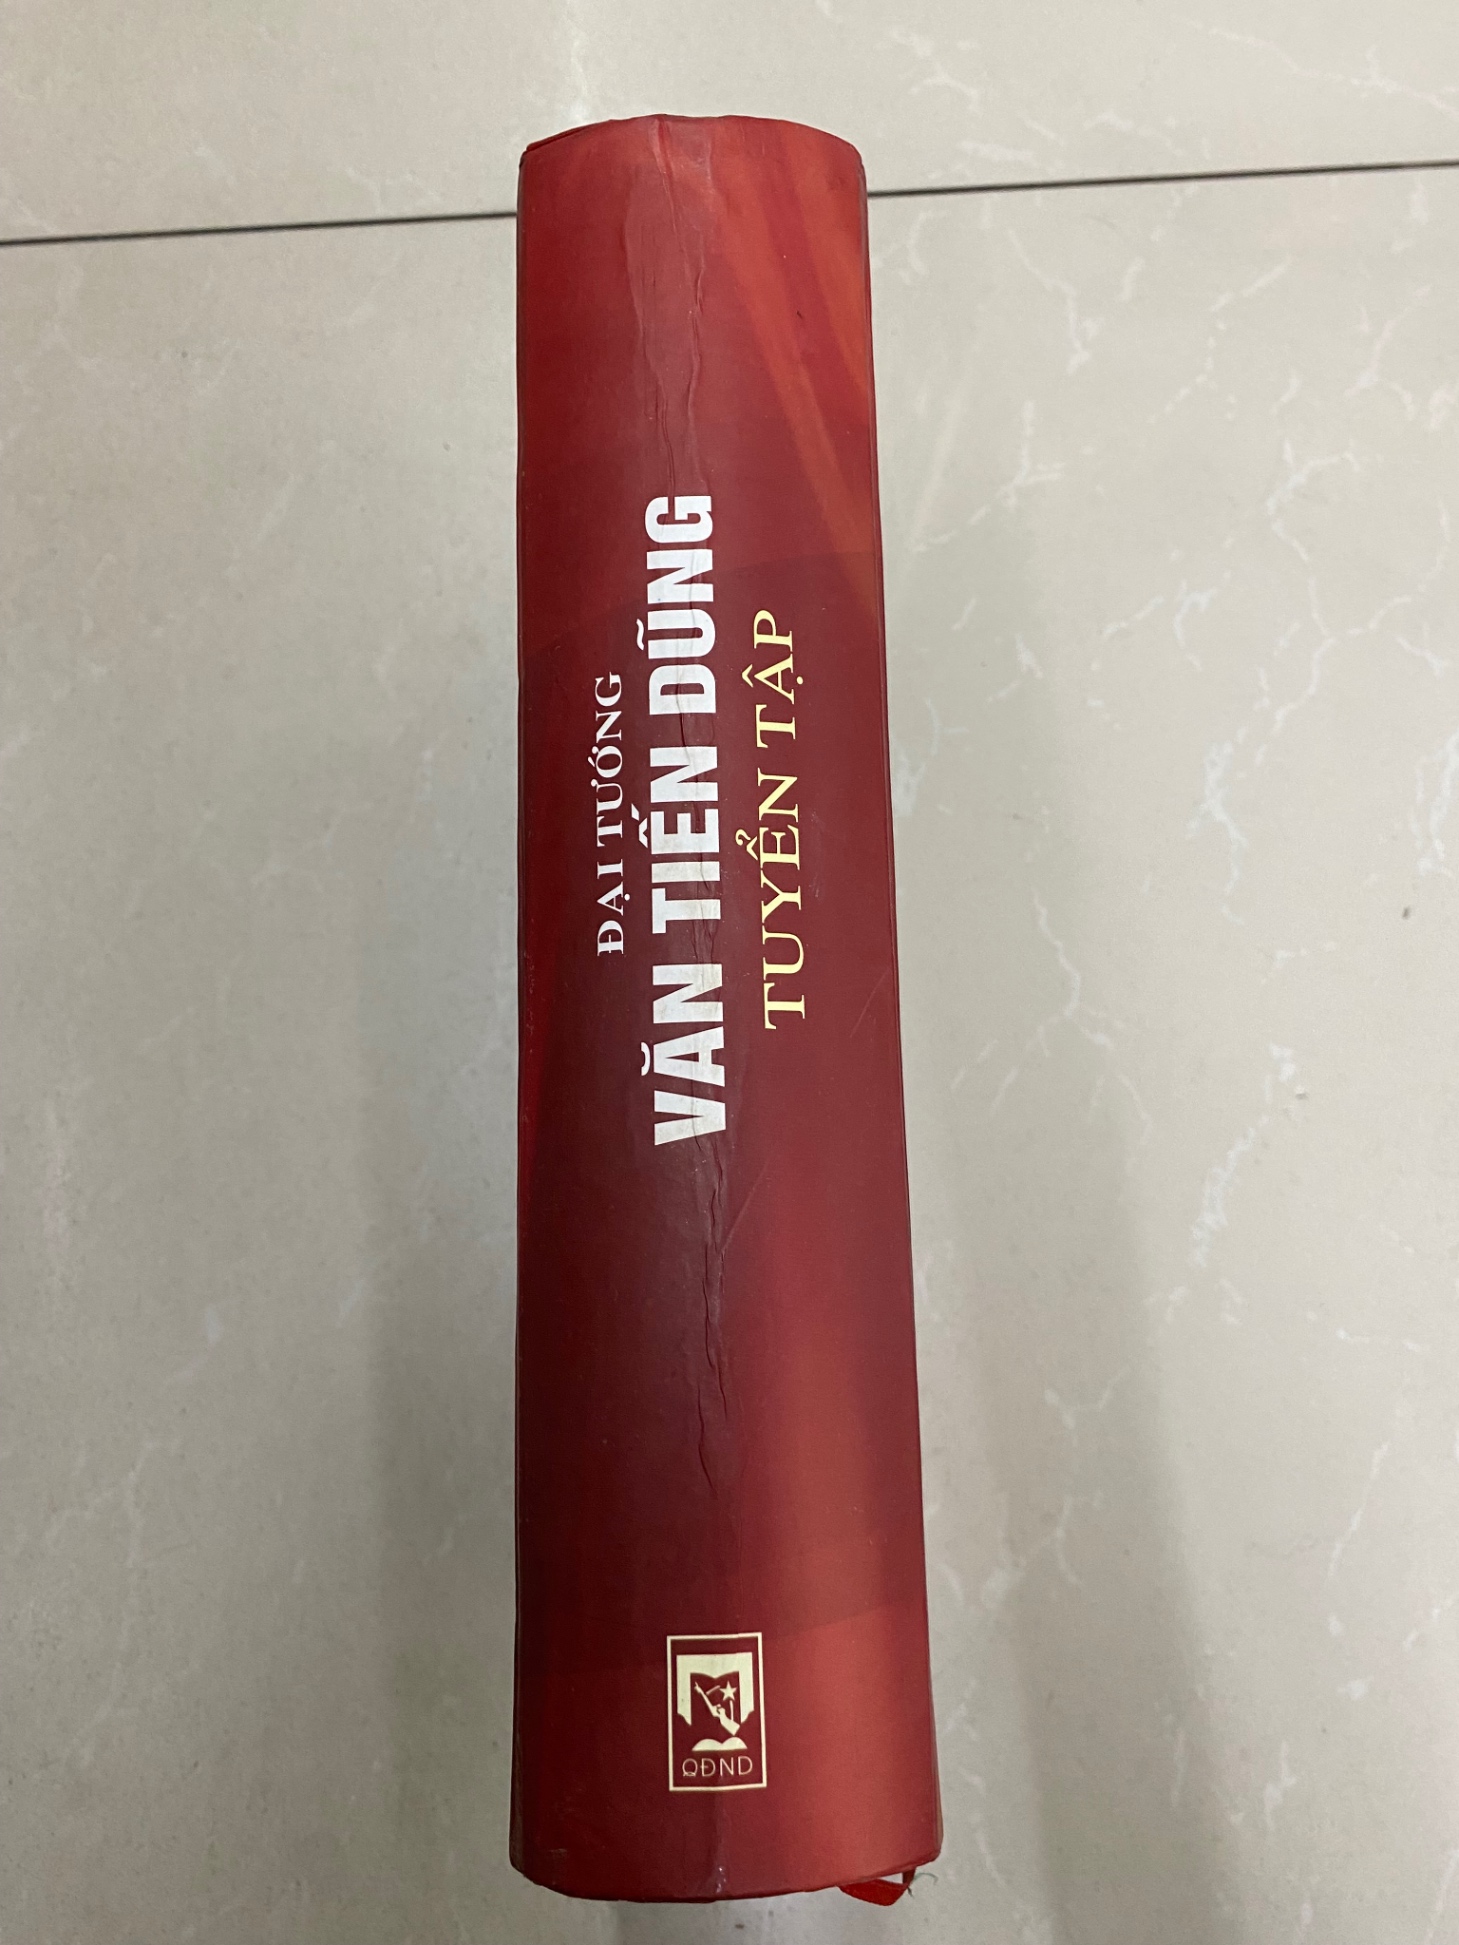 ĐẠI TƯỚNG
VĂN TIẾN DŨNG
TUYỂN TẬP
QĐND